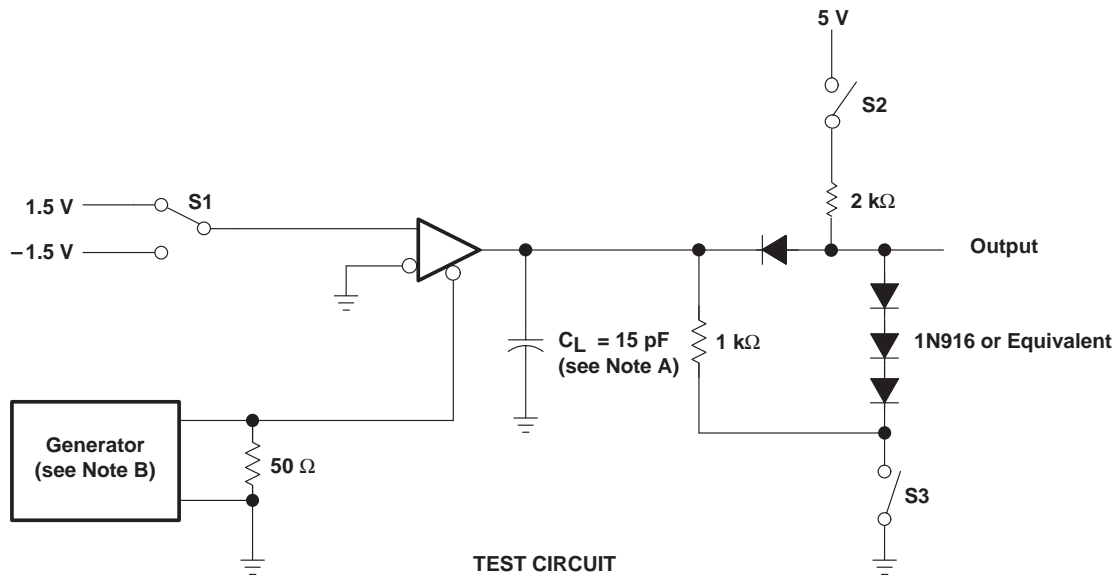 5 V
S2
2 kΩ
1.5 V
S1
−1.5 V
Output
CL = 15 pF
(see Note A)
1 kΩ
1N916 or Equivalent
Generator
(see Note B)
50 Ω
S3
TEST CIRCUIT